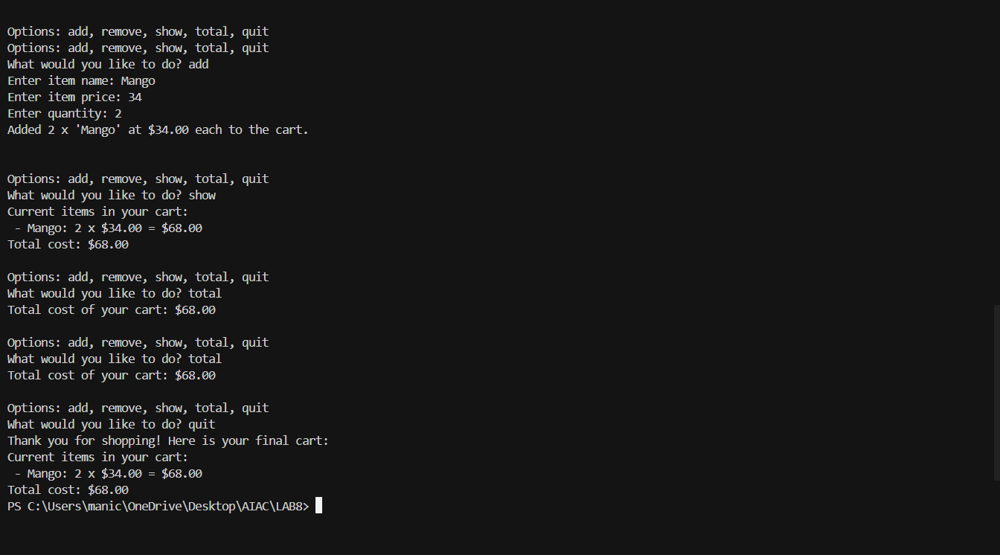 Options: add, remove, show, total, quit
Options: add, remove, show, total, quit
What would you like to do? add
Enter item name: Mango
Enter item price: 34
Enter quantity: 2
Added 2 x 'Mango' at $34.00 each to the cart.
Options: add, remove, show, total, quit
What would you like to do? show
Current items in your cart:
 - Mango: 2 x $34.00 = $68.00
Total cost: $68.00
Options: add, remove, show, total, quit
What would you like to do? total
Total cost of your cart: $68.00
Options: add, remove, show, total, quit
What would you like to do? total
Total cost of your cart: $68.00
Options: add, remove, show, total, quit
What would you like to do? quit
Thank you for shopping! Here is your final cart:
Current items in your cart:
 - Mango: 2 x $34.00 = $68.00
Total cost: $68.00
PS C:\Users\manic\OneDrive\Desktop\AIAC\LAB8>